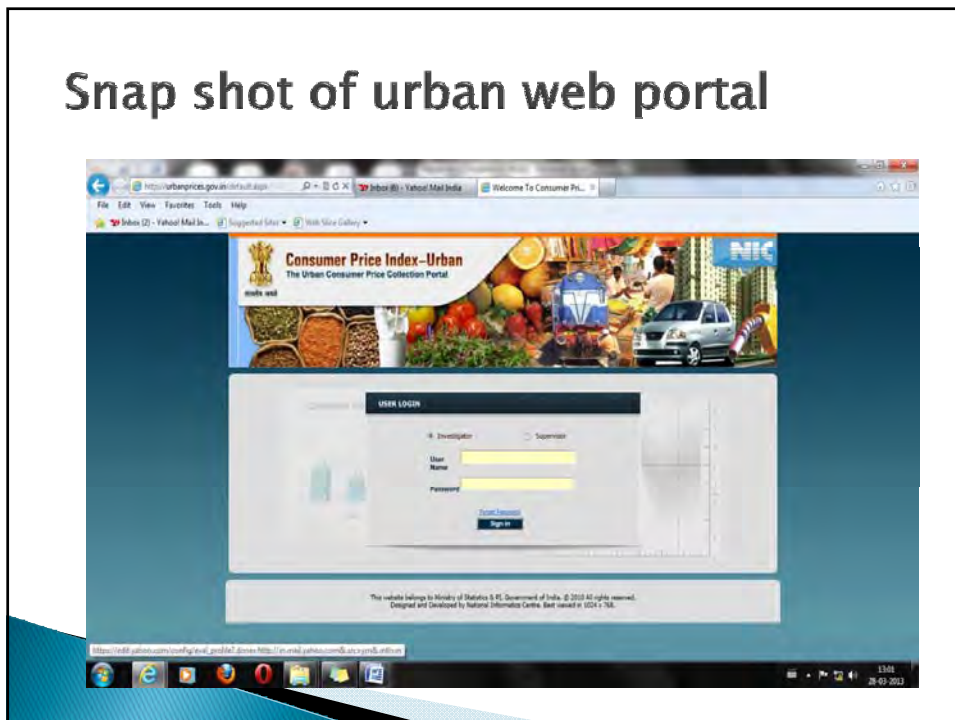 Snap shot of urban web portal
http://urbanprices.gov.in/default.aspx
Inbox (6) - Yahoo! Mail India
Welcome To Consumer Pri...
File Edit View Favorites Tools Help
Inbox (2) - Yahoo! Mail In... Suggested Sites Web Slice Gallery
Consumer Price Index-Urban
The Urban Consumer Price Collection Portal
NIC
USER LOGIN
Investigator Supervisor
User
Name
Password
Forget Password
Sign in
This website belongs to Ministry of Statistics & P.I. Government of India. @ 2010 All rights reserved.
Designed and Developed by National Informatics Centre. Best viewed in 1024 x 768.
13:01
28-03-2013